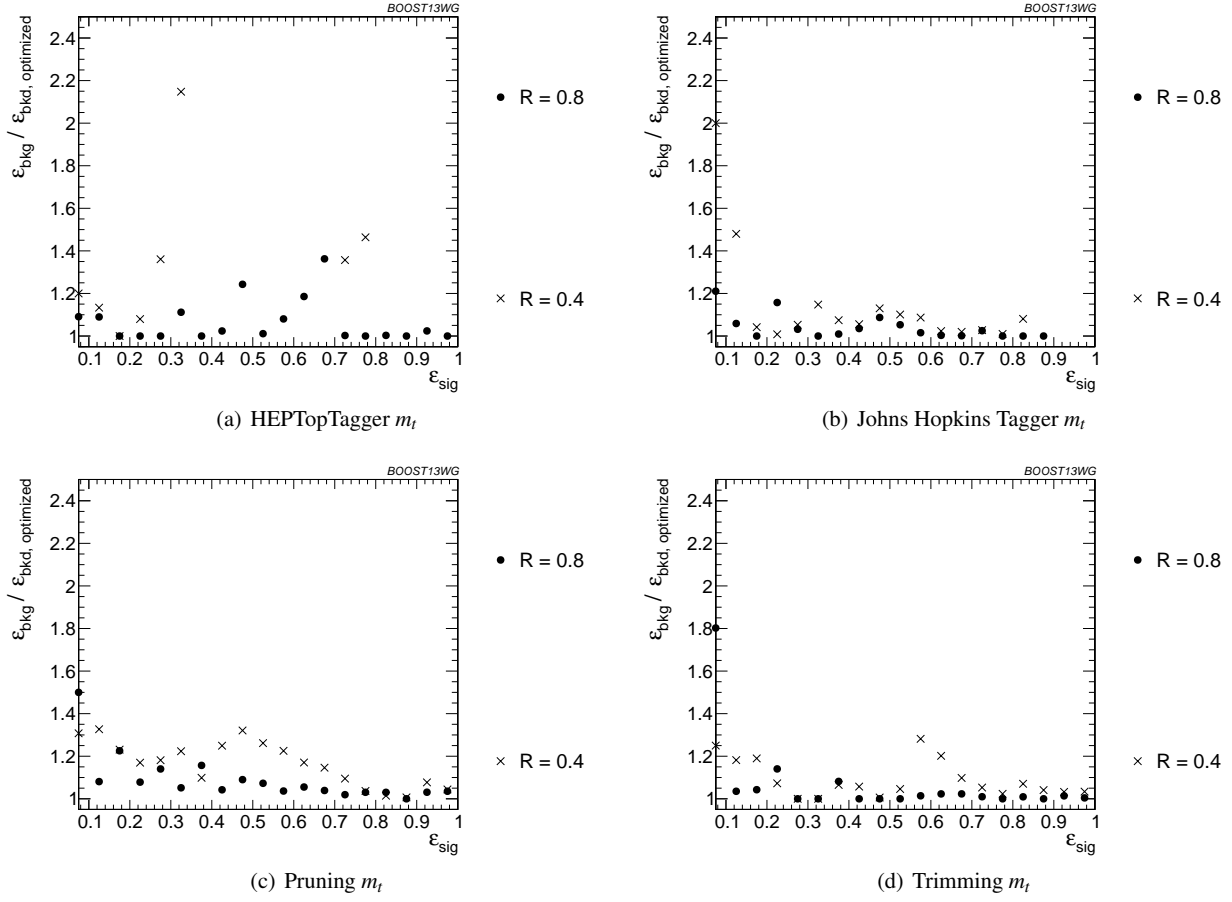 BOOST13WG
ε_bkg / ε_bkd, optimized
2.4
2.2
2
1.8
1.6
1.4
1.2
1
0.1 0.2 0.3 0.4 0.5 0.6 0.7 0.8 0.9 1
ε_sig
R = 0.8
R = 0.4
(a) HEPTopTagger m_t
BOOST13WG
ε_bkg / ε_bkd, optimized
2.4
2.2
2
1.8
1.6
1.4
1.2
1
0.1 0.2 0.3 0.4 0.5 0.6 0.7 0.8 0.9 1
ε_sig
R = 0.8
R = 0.4
(b) Johns Hopkins Tagger m_t
BOOST13WG
ε_bkg / ε_bkd, optimized
2.4
2.2
2
1.8
1.6
1.4
1.2
1
0.1 0.2 0.3 0.4 0.5 0.6 0.7 0.8 0.9 1
ε_sig
R = 0.8
R = 0.4
(c) Pruning m_t
BOOST13WG
ε_bkg / ε_bkd, optimized
2.4
2.2
2
1.8
1.6
1.4
1.2
1
0.1 0.2 0.3 0.4 0.5 0.6 0.7 0.8 0.9 1
ε_sig
R = 0.8
R = 0.4
(d) Trimming m_t